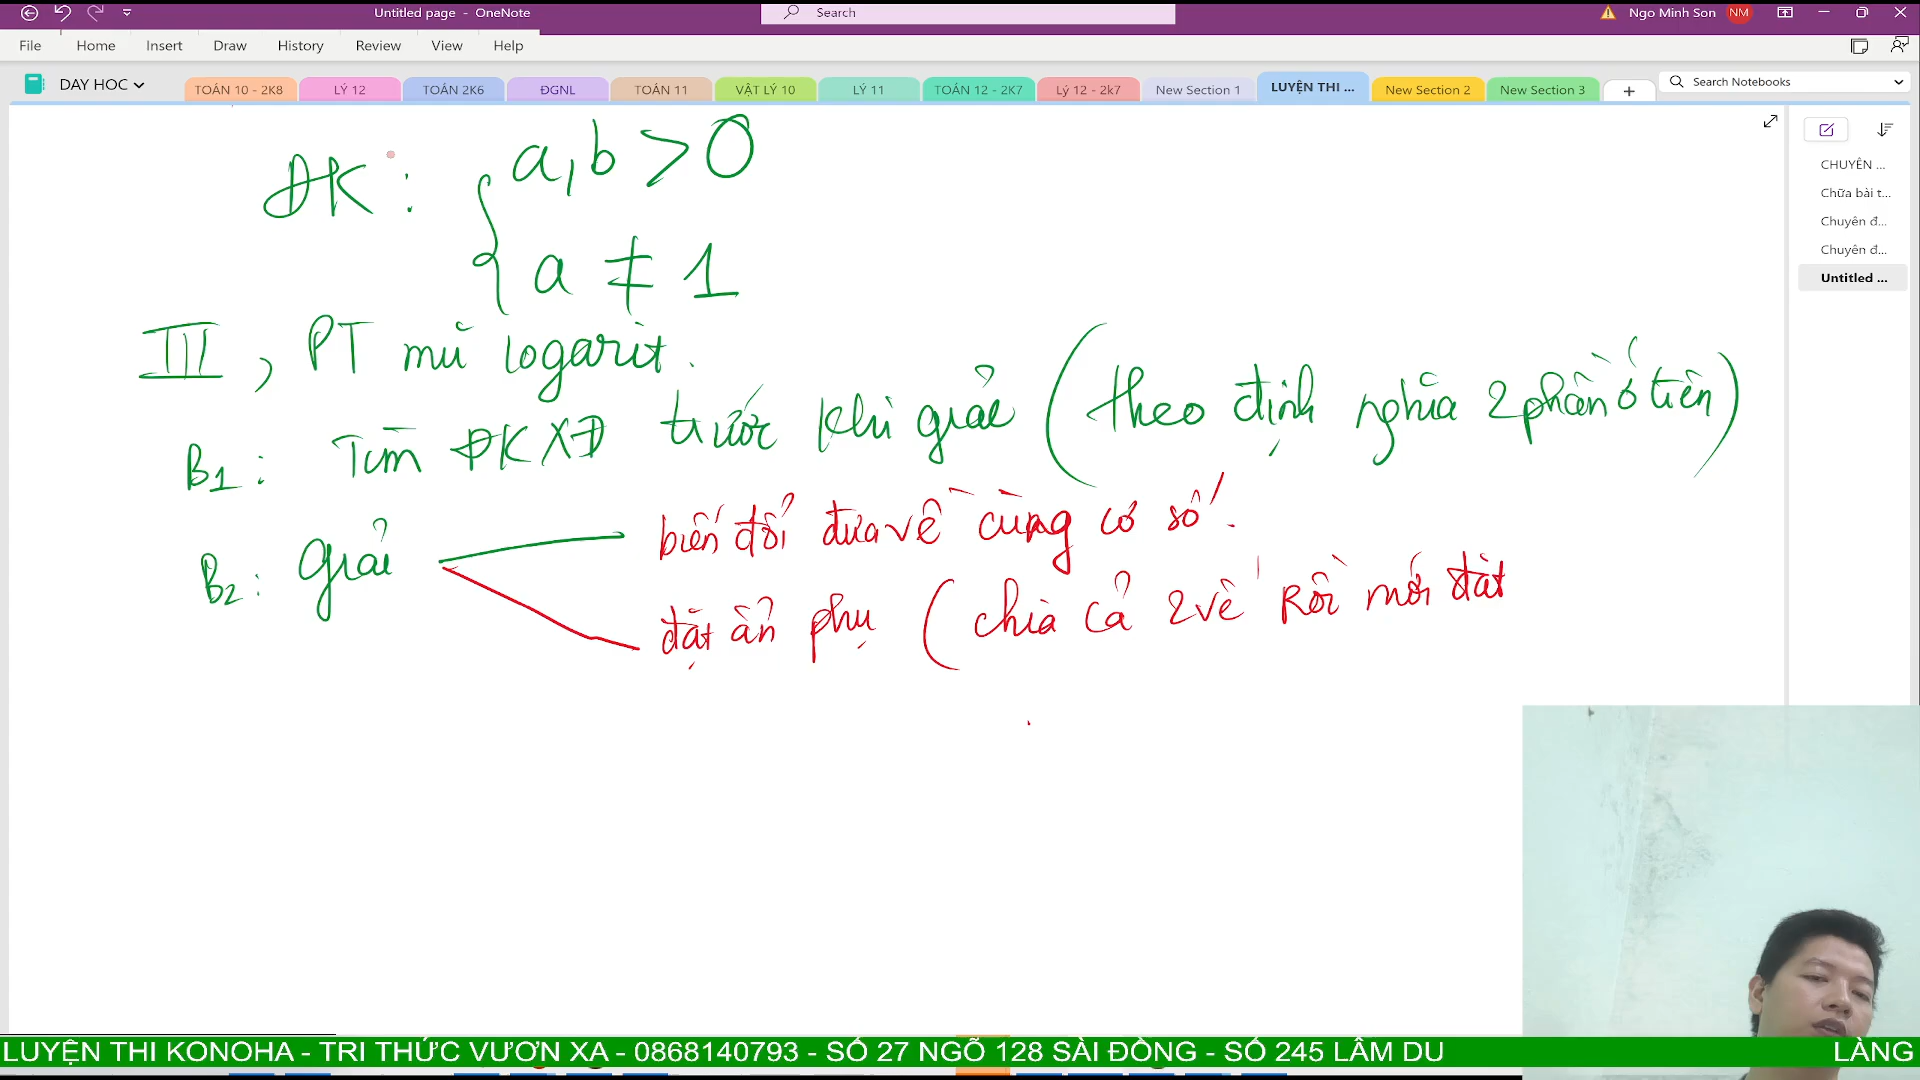 Untitled page - OneNote
Search
Ngo Minh Son
NM
File Home Insert Draw History Review View Help
DAY HOC
TOÁN 10 - 2K8
LÝ 12
TOÁN 2K6
ĐGNL
TOÁN 11
VẬT LÝ 10
LÝ 11
TOÁN 12 - 2K7
Lý 12 - 2k7
New Section 1
LUYỆN THI ...
New Section 2
New Section 3
+
Search Notebooks
CHUYÊN ...
Chữa bài t...
Chuyên đ...
Chuyên đ...
Untitled ...
ĐK: { a, b > 0
a ≠ 1
III, PT mũ logarit.
B1: Tìm ĐKXĐ trước khi giải (theo định nghĩa 2 phần ở tiên)
B2: Giải
biến đổi đưa về cùng cơ số.
đặt ẩn phụ (chia cả 2 vế rồi mới đặt
LUYỆN THI KONOHA - TRI THỨC VƯƠN XA - 0868140793 - SỐ 27 NGÕ 128 SÀI ĐỒNG - SỐ 245 LÂM DU
LÀNG